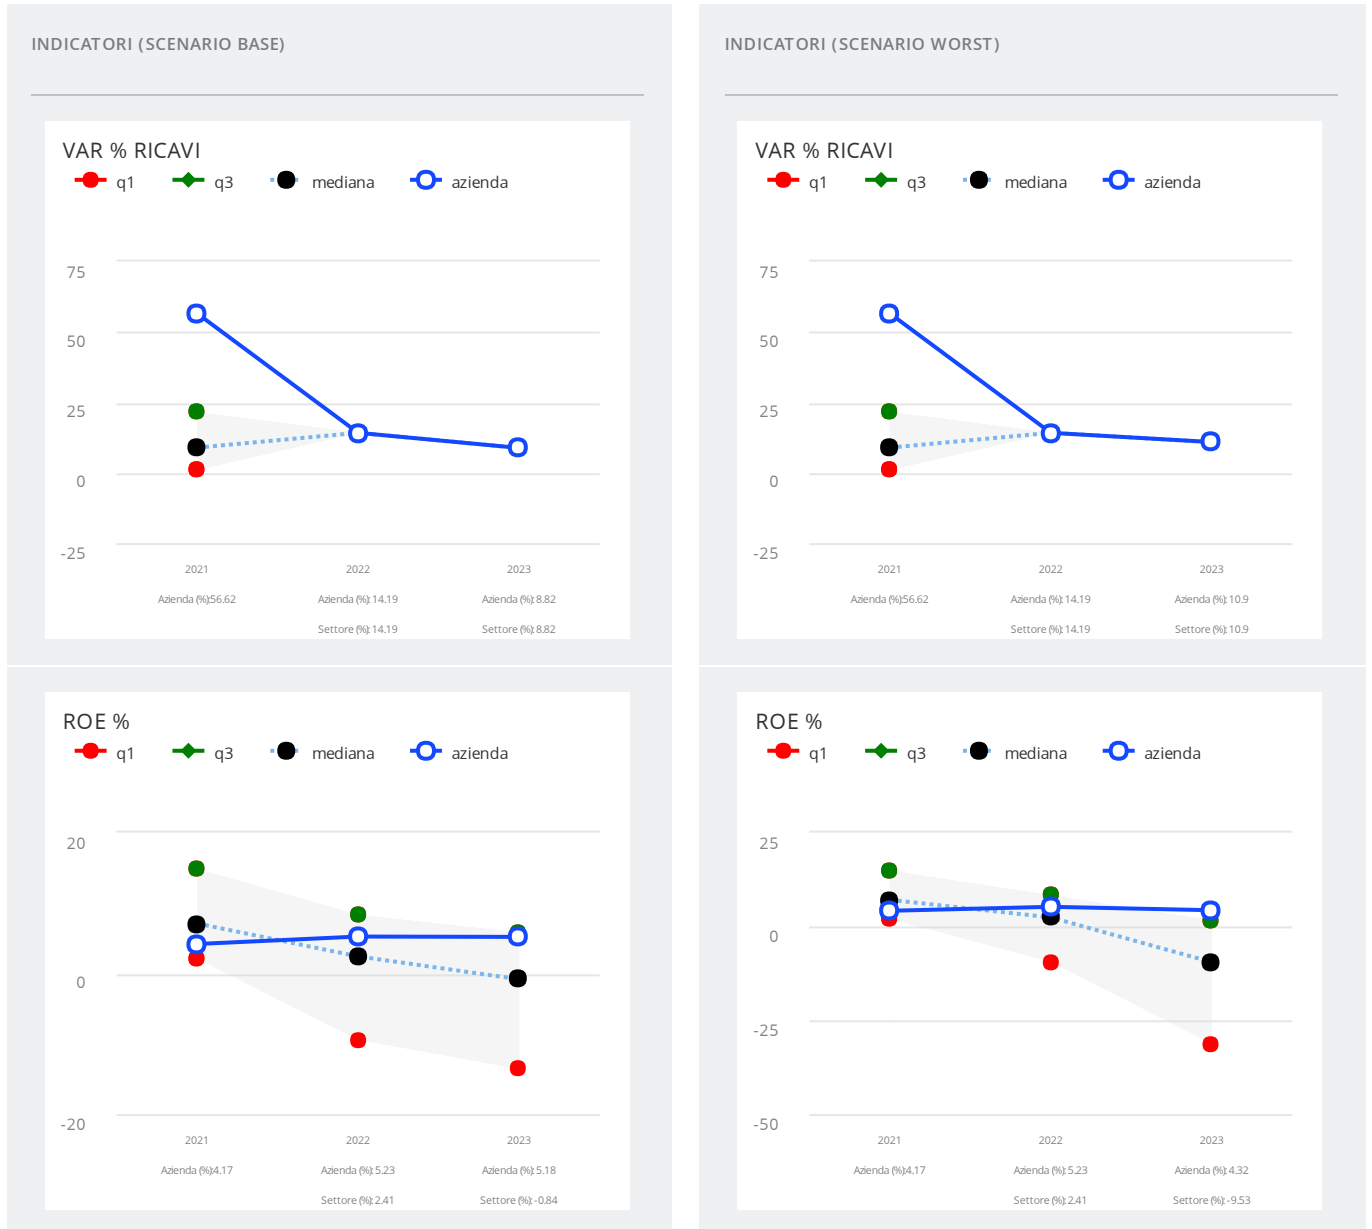 INDICATORI (SCENARIO BASE)
VAR % RICAVI
q1 q3 mediana azienda
75
50
25
0
-25
2021 2022 2023
Azienda (%):56.62 Azienda (%): 14.19 Azienda (%): 8.82
Settore (%): 14.19 Settore (%): 8.82
INDICATORI (SCENARIO WORST)
VAR % RICAVI
q1 q3 mediana azienda
75
50
25
0
-25
2021 2022 2023
Azienda (%):56.62 Azienda (%): 14.19 Azienda (%): 10.9
Settore (%): 14.19 Settore (%): 10.9
ROE %
q1 q3 mediana azienda
20
0
-20
2021 2022 2023
Azienda (%):4.17 Azienda (%): 5.23 Azienda (%): 5.18
Settore (%): 2.41 Settore (%): -0.84
ROE %
q1 q3 mediana azienda
25
0
-25
-50
2021 2022 2023
Azienda (%):4.17 Azienda (%): 5.23 Azienda (%): 4.32
Settore (%): 2.41 Settore (%): -9.53